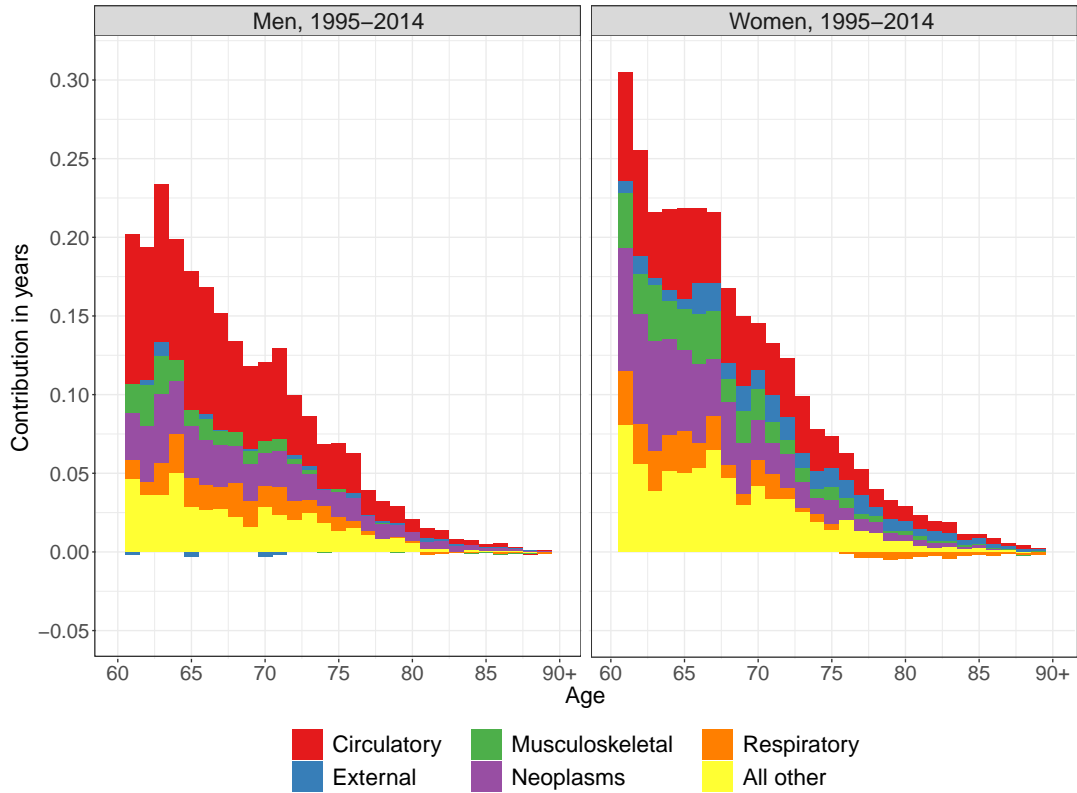 Men, 1995−2014
Women, 1995−2014
Contribution in years
0.30
0.25
0.20
0.15
0.10
0.05
0.00
−0.05
60 65 70 75 80 85 90+
60 65 70 75 80 85 90+
Age
Circulatory Musculoskeletal Respiratory
External Neoplasms All other